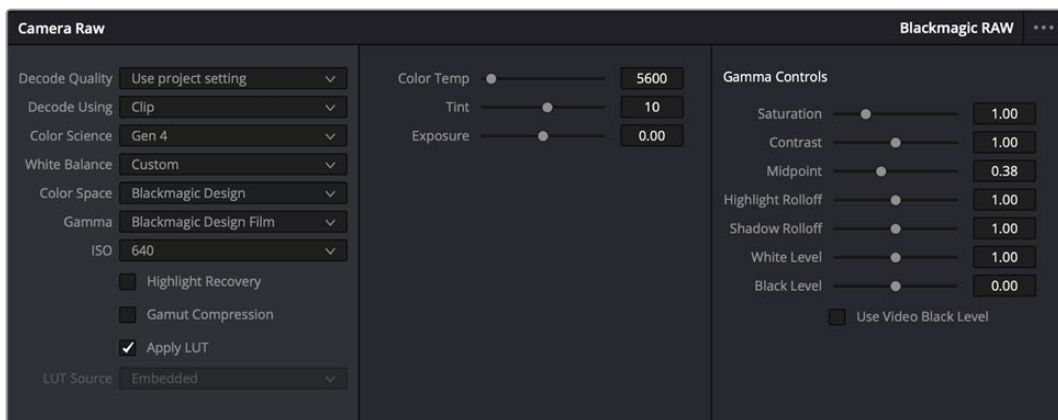 Camera Raw
Blackmagic RAW
Decode Quality Use project setting
Decode Using Clip
Color Science Gen 4
White Balance Custom
Color Space Blackmagic Design
Gamma Blackmagic Design Film
ISO 640
Highlight Recovery
Gamut Compression
Apply LUT
LUT Source Embedded
Color Temp 5600
Tint 10
Exposure 0.00
Gamma Controls
Saturation 1.00
Contrast 1.00
Midpoint 0.38
Highlight Rolloff 1.00
Shadow Rolloff 1.00
White Level 1.00
Black Level 0.00
Use Video Black Level